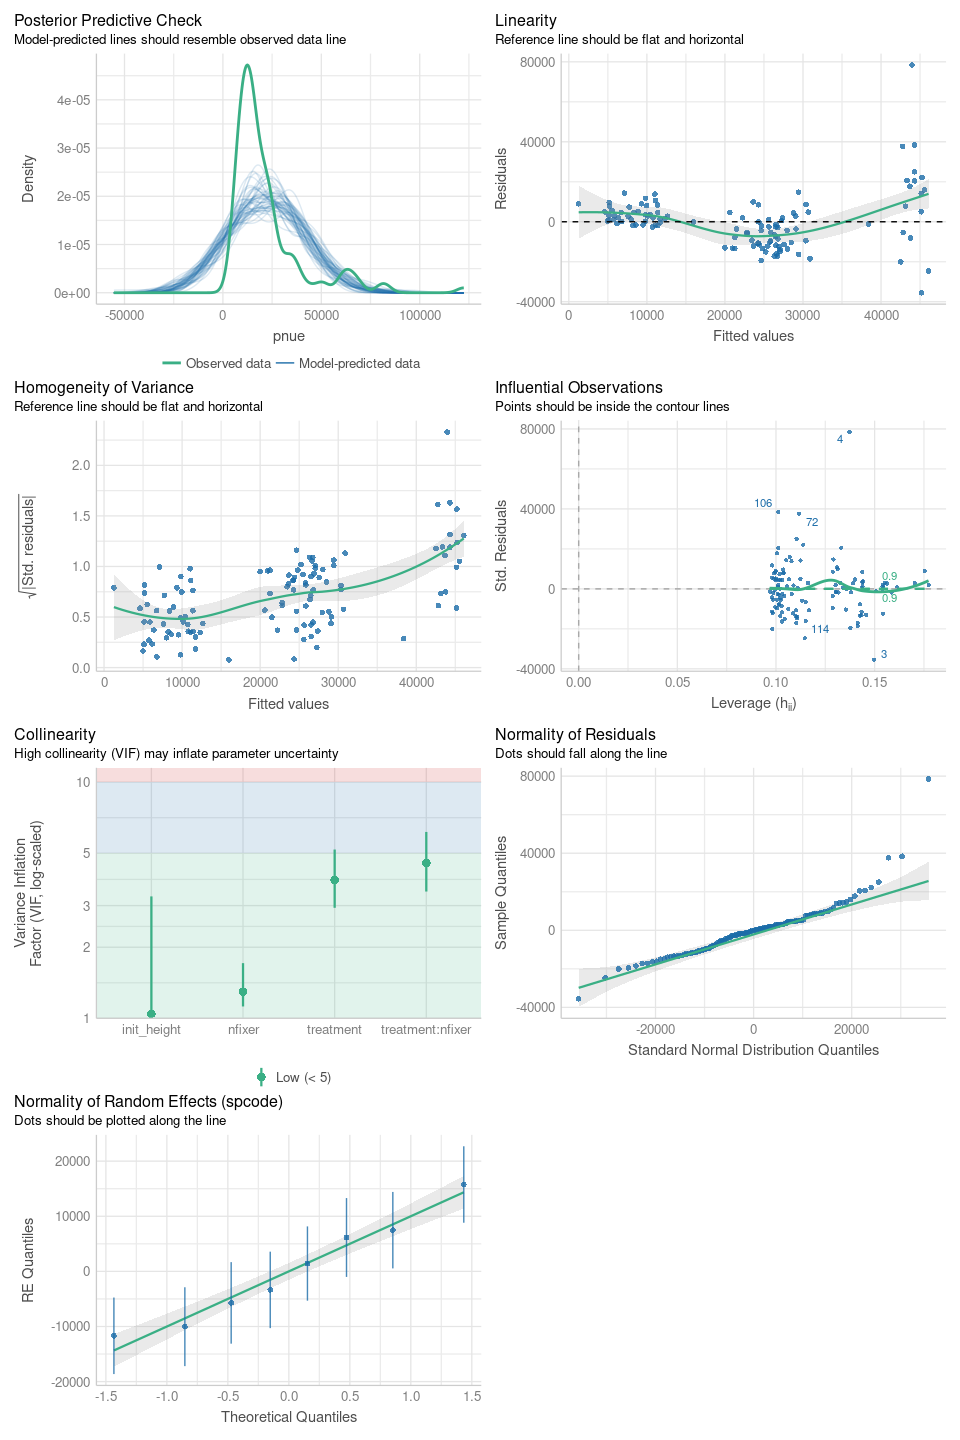 Posterior Predictive Check
Model-predicted lines should resemble observed data line
Density
4e-05
3e-05
2e-05
1e-05
0e+00
-50000
0
50000
100000
pnue
Observed data
Model-predicted data
Linearity
Reference line should be flat and horizontal
Residuals
80000
40000
0
-40000
0
10000
20000
30000
40000
Fitted values
Homogeneity of Variance
Reference line should be flat and horizontal
√|Std. residuals|
2.0
1.5
1.0
0.5
0.0
0
10000
20000
30000
40000
Fitted values
Influential Observations
Points should be inside the contour lines
Std. Residuals
80000
40000
0
-40000
4
106
72
0.9
0.9
114
3
0.00
0.05
0.10
0.15
Leverage (hii)
Collinearity
High collinearity (VIF) may inflate parameter uncertainty
Variance Inflation
Factor (VIF, log-scaled)
10
5
3
2
1
init_height
nfixer
treatment
treatment:nfixer
Low (< 5)
Normality of Residuals
Dots should fall along the line
Sample Quantiles
80000
40000
0
-40000
-20000
0
20000
Standard Normal Distribution Quantiles
Normality of Random Effects (spcode)
Dots should be plotted along the line
RE Quantiles
20000
10000
0
-10000
-20000
-1.5
-1.0
-0.5
0.0
0.5
1.0
1.5
Theoretical Quantiles